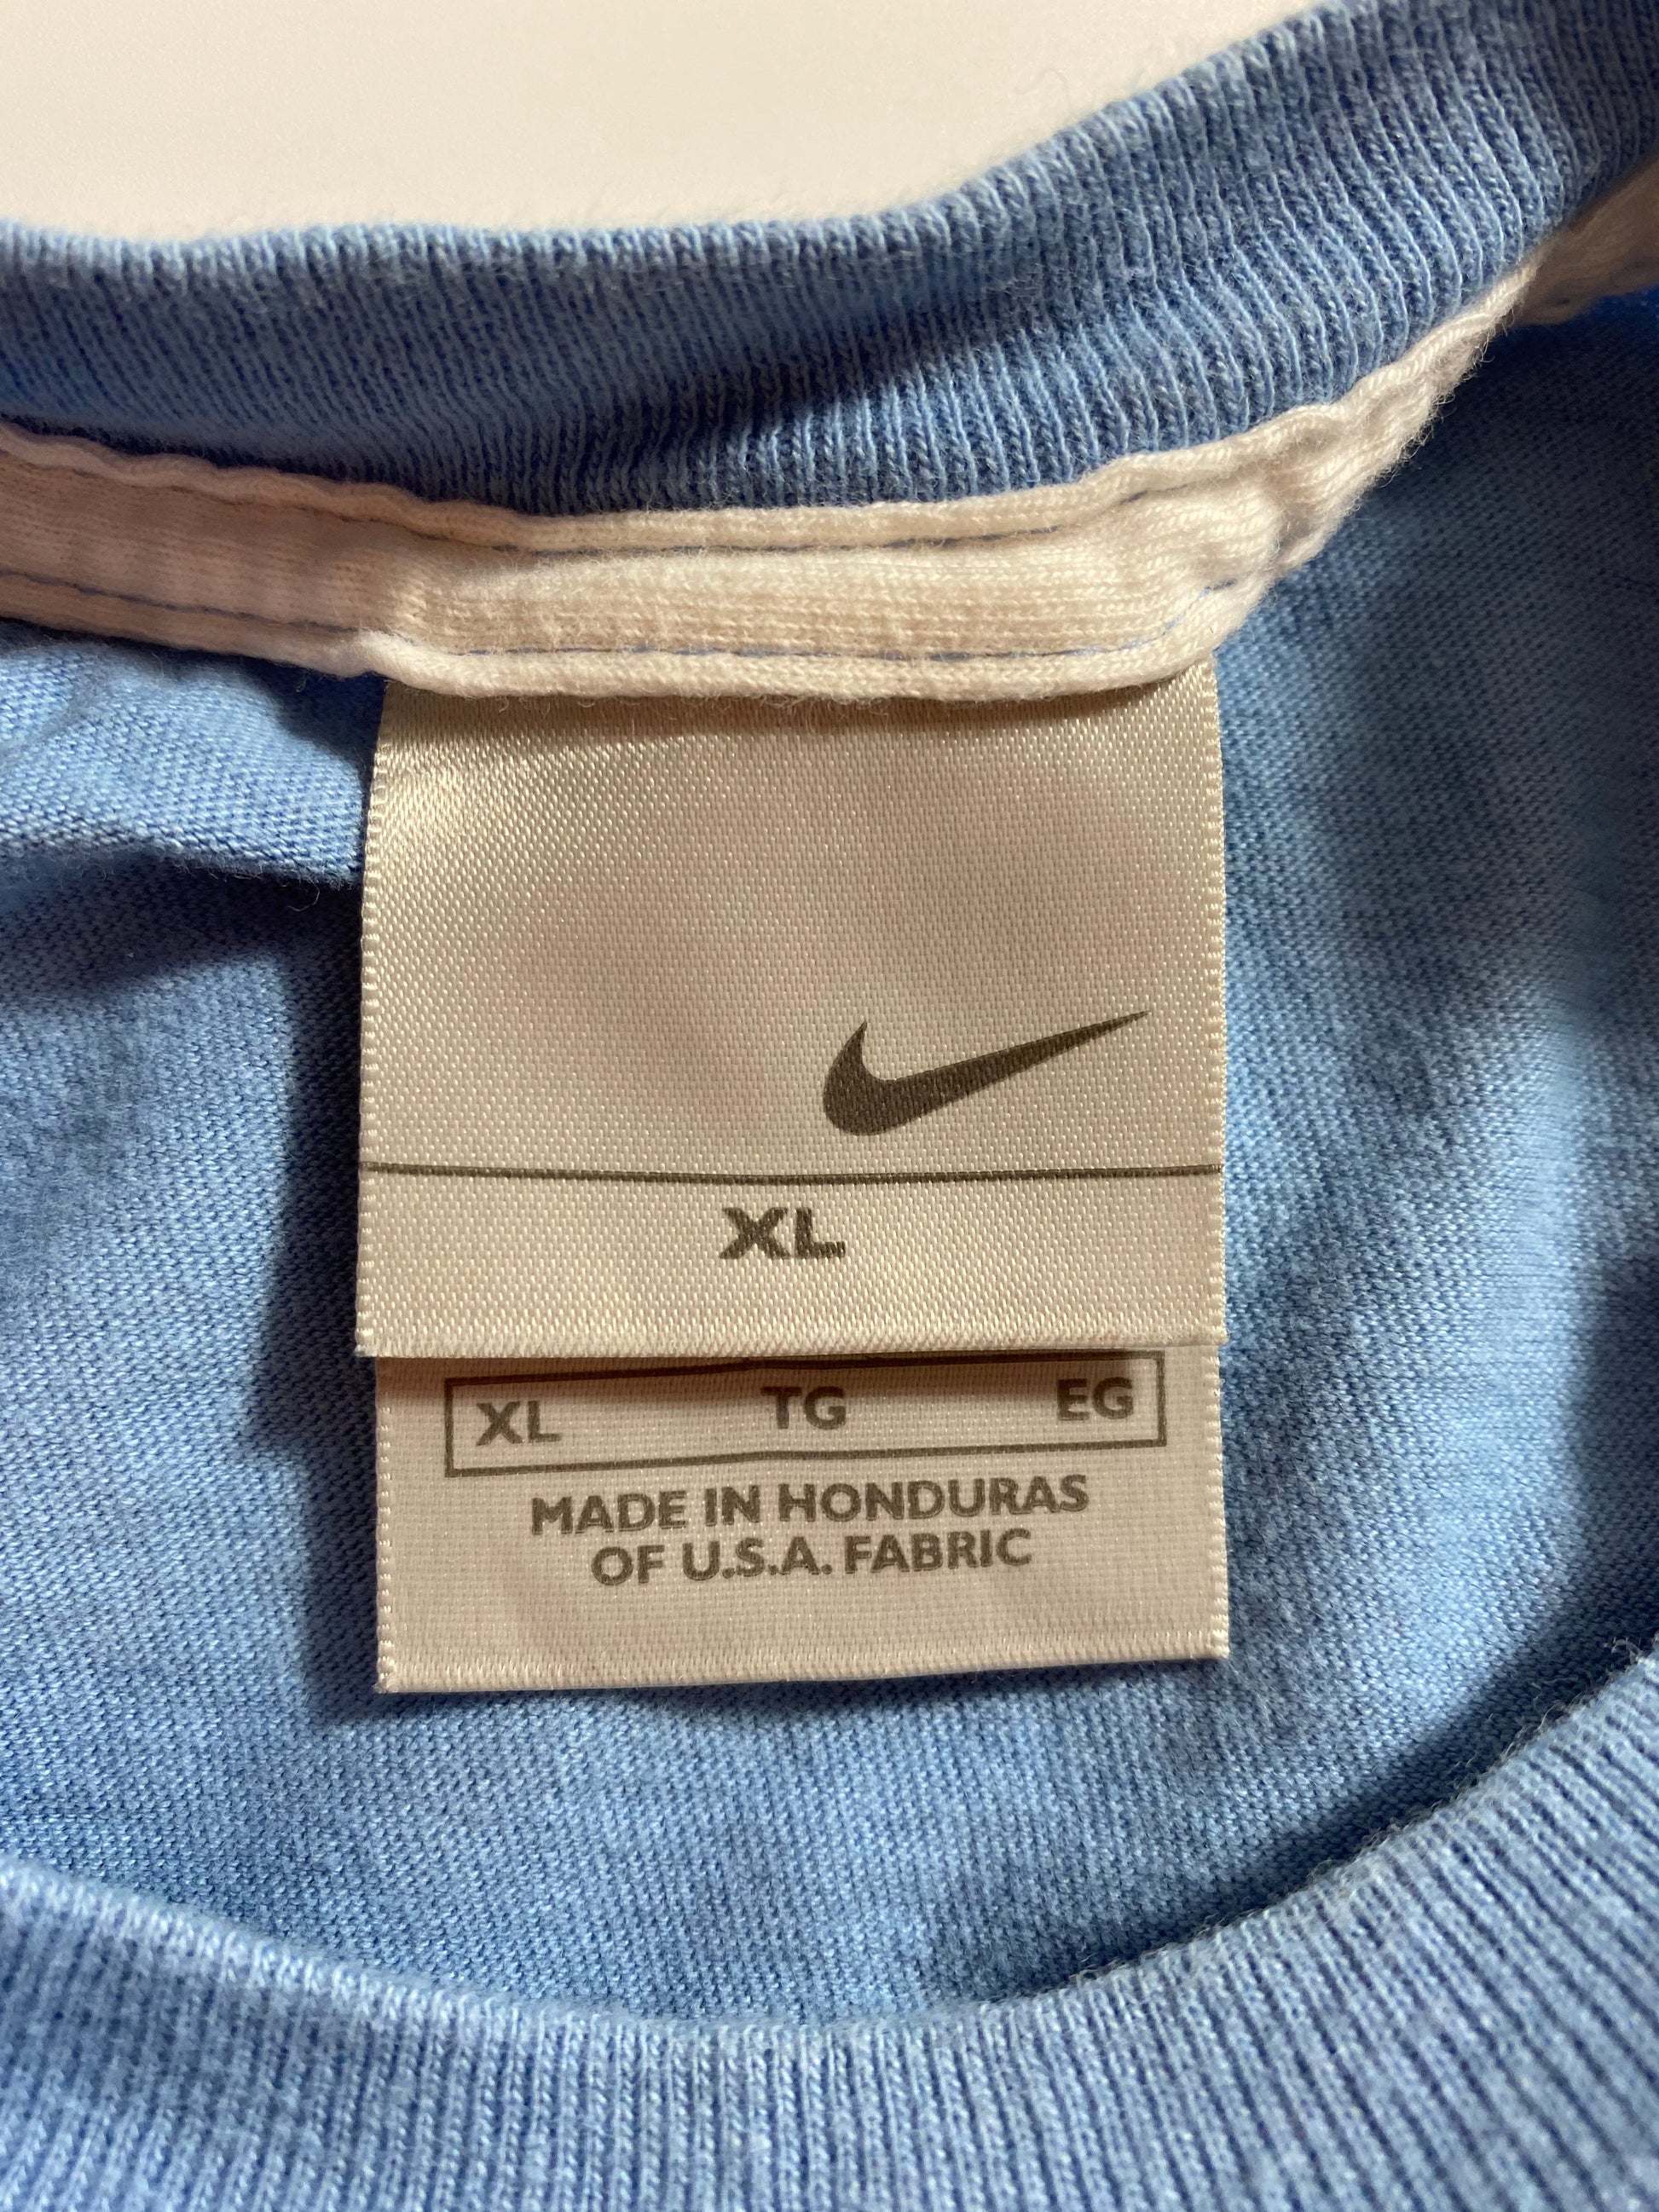 XL
XL TG EG
MADE IN HONDURAS
OF U.S.A. FABRIC